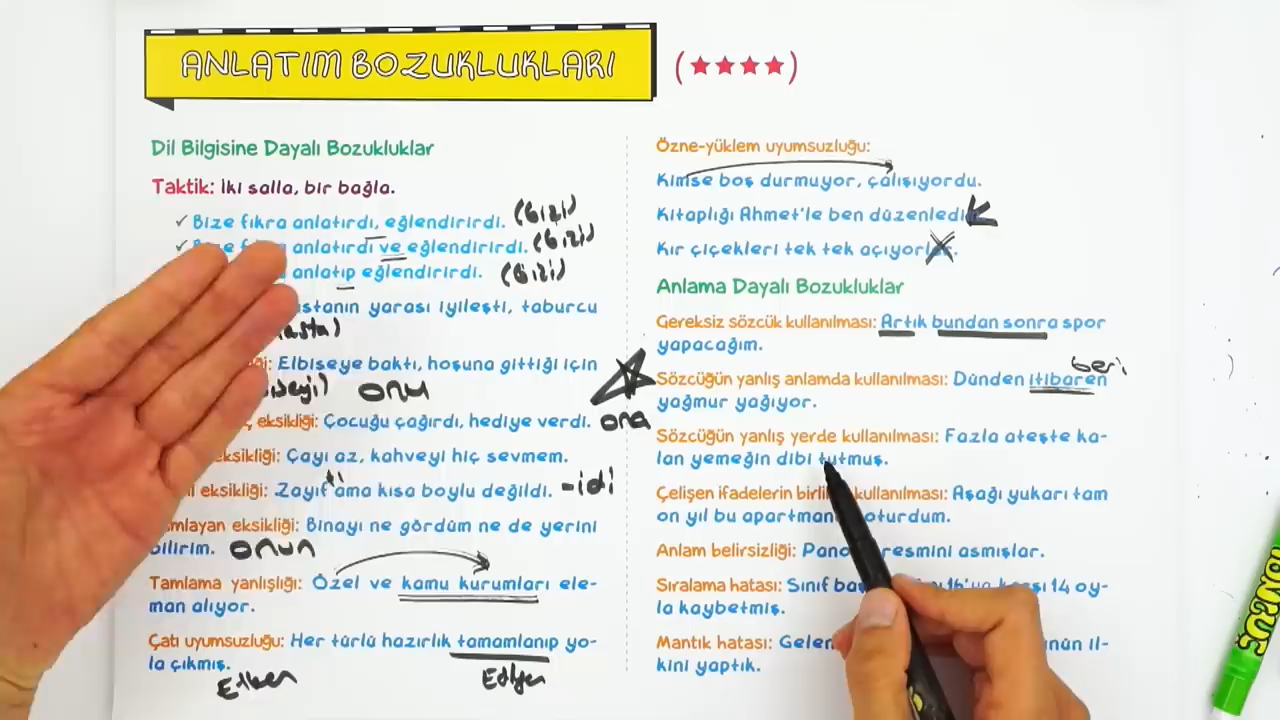 ANLATIM BOZUKLUKLARI
Dil Bilgisine Dayalı Bozukluklar
Taktik: İki salla, bir bağla.
✓ Bize fıkra anlatırdı, eğlendirirdi. (bizi)
✓ fıkra anlatırdı ve eğlendirirdi. (bizi)
anlatıp eğlendirirdi. (bizi)
yarası iyileşti, taburcu
Elbiseye baktı, hoşuna gittiği için
onu
eksikliği: Çocuğu çağırdı, hediye verdi. ona
eksikliği: Çayı az, kahveyi hiç sevmem.
eksikliği: Zayıf tı ama kısa boylu değildi. -idi
eksikliği: Binayı ne gördüm ne de yerini
bilirim. onun
Tamlama yanlışlığı: Özel ve kamu kurumları ele-
man alıyor.
Çatı uyumsuzluğu: Her türlü hazırlık tamamlanıp yo-
la çıkmış.
Etken Edilgen
Özne-yüklem uyumsuzluğu:
Kimse boş durmuyor, çalışıyordu.
Kitaplığı Ahmet'le ben düzenledi
K
Kır çiçekleri tek tek açıyorlar.
Anlama Dayalı Bozukluklar
Gereksiz sözcük kullanılması: Artık bundan sonra spor
yapacağım.
beri
Sözcüğün yanlış anlamda kullanılması: Dünden itibaren
yağmur yağıyor.
Sözcüğün yanlış yerde kullanılması: Fazla ateşte ka-
lan yemeğin dibi tutmuş.
Çelişen ifadelerin kullanılması: Aşağı yukarı tam
on yıl bu oturdum.
Anlam belirsizliği: resmini asmışlar.
Sıralama hatası: Sınıf 14 oy-
la kaybetmiş.
Mantık hatası: il-
kini yaptık.